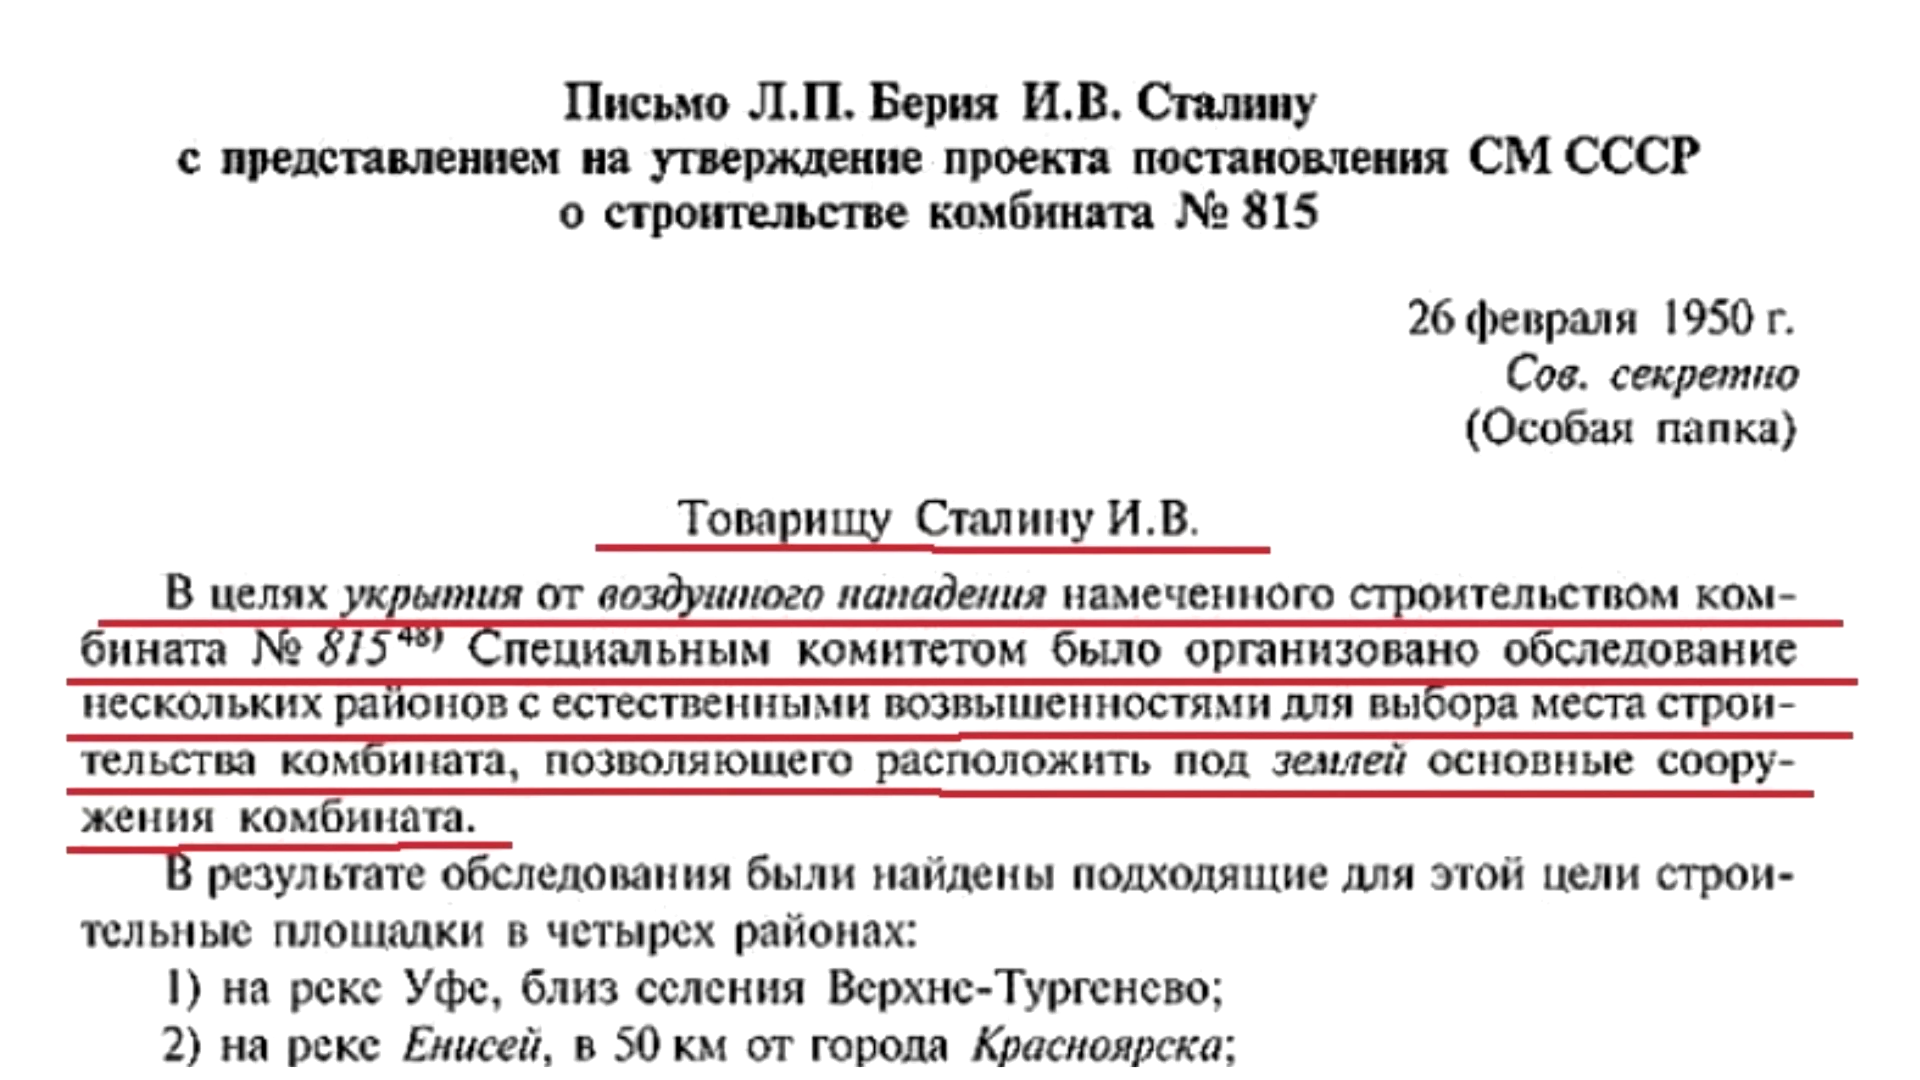 Письмо Л.П. Берия И.В. Сталину
с представлением на утверждение проекта постановления СМ СССР
о строительстве комбината № 815
26 февраля 1950 г.
Сов. секретно
(Особая папка)
Товарищу Сталину И.В.
В целях укрытия от воздушного нападения намеченного строительством ком-
бината № 815⁴⁸⁾ Специальным комитетом было организовано обследование
нескольких районов с естественными возвышенностями для выбора места строи-
тельства комбината, позволяющего расположить под землей основные соору-
жения комбината.
В результате обследования были найдены подходящие для этой цели строи-
тельные площадки в четырех районах:
1) на реке Уфе, близ селения Верхне-Тургенево;
2) на реке Енисей, в 50 км от города Красноярска;